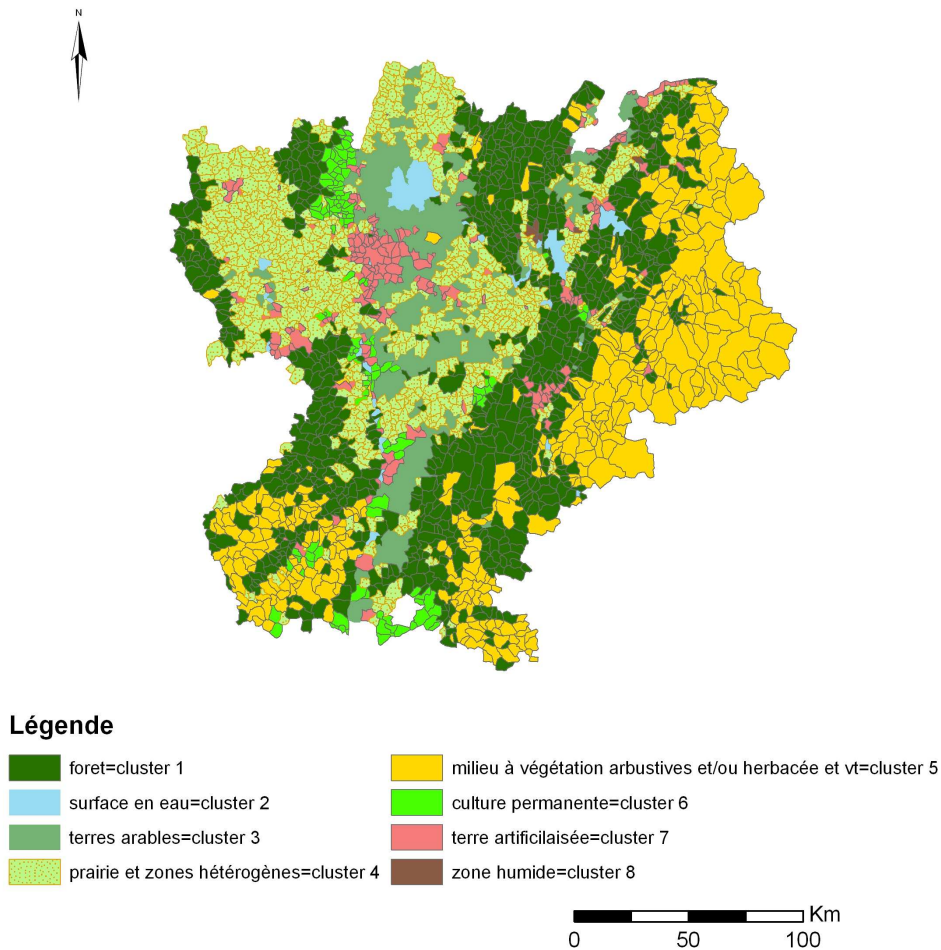 N
Légende
foret=cluster 1
surface en eau=cluster 2
terres arables=cluster 3
prairie et zones hétérogènes=cluster 4
milieu à végétation arbustives et/ou herbacée et vt=cluster 5
culture permanente=cluster 6
terre artificilaisée=cluster 7
zone humide=cluster 8
Km
0 50 100